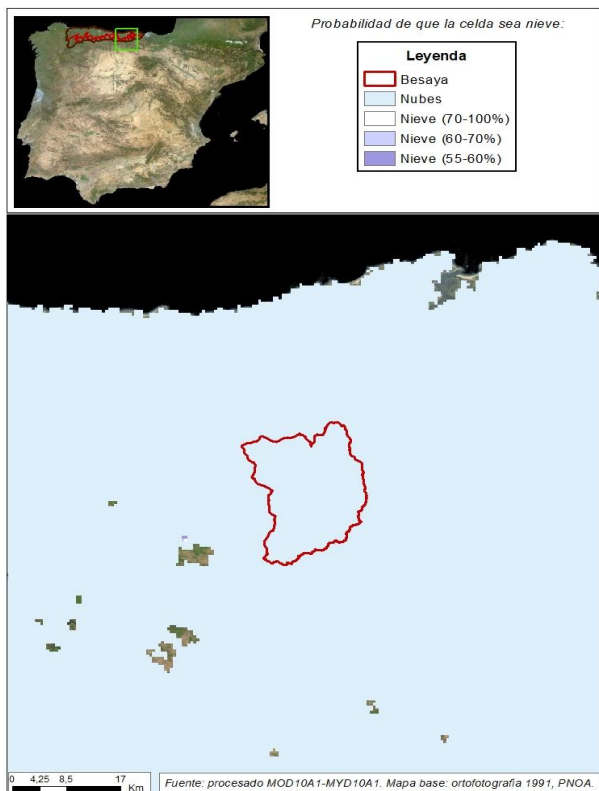 Probabilidad de que la celda sea nieve:
Leyenda
Besaya
Nubes
Nieve (70-100%)
Nieve (60-70%)
Nieve (55-60%)
0 4,25 8,5 17
Km
Fuente: procesado MOD10A1-MYD10A1. Mapa base: ortofotografia 1991, PNOA.